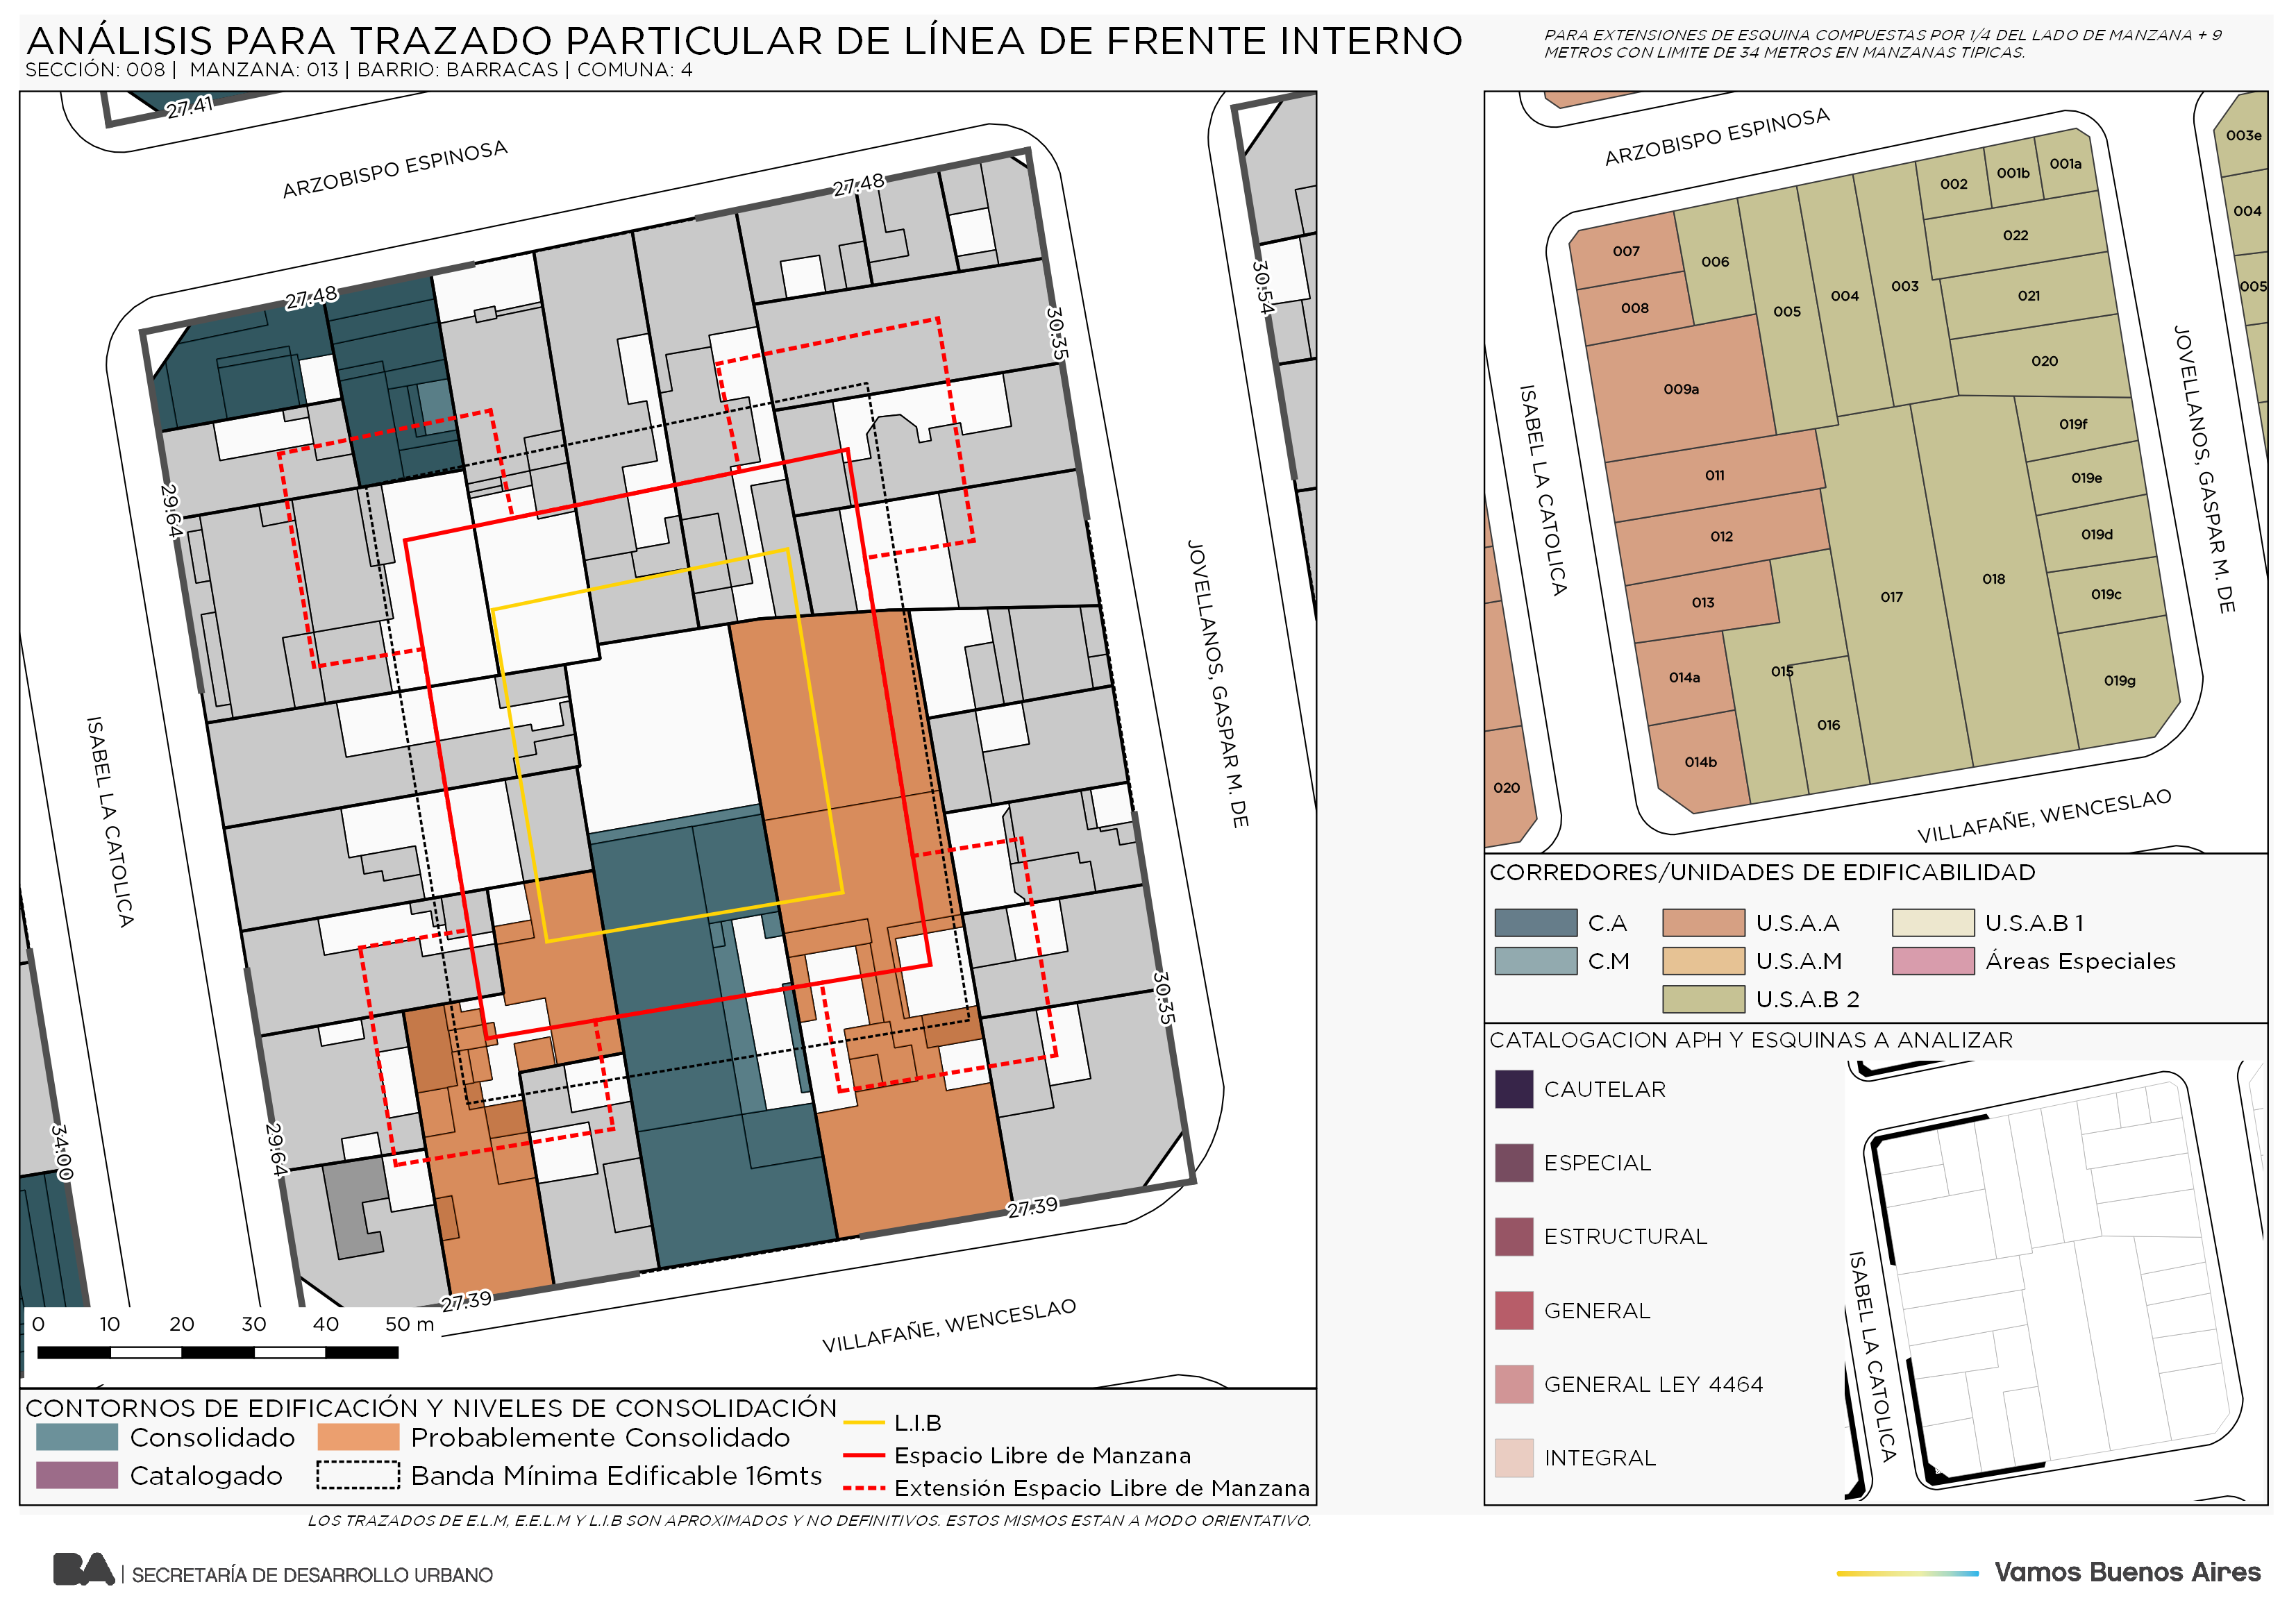 ANÁLISIS PARA TRAZADO PARTICULAR DE LÍNEA DE FRENTE INTERNO
SECCIÓN: 008 | MANZANA: 013 | BARRIO: BARRACAS | COMUNA: 4
PARA EXTENSIONES DE ESQUINA COMPUESTAS POR 1/4 DEL LADO DE MANZANA + 9
METROS CON LIMITE DE 34 METROS EN MANZANAS TIPICAS.
27.41
ARZOBISPO ESPINOSA
27.48
27.48
30.54
30.35
29.64
JOVELLANOS, GASPAR M. DE
ISABEL LA CATOLICA
30.35
29.64
34.00
27.39
27.39
VILLAFAÑE, WENCESLAO
0 10 20 30 40 50 m
CONTORNOS DE EDIFICACIÓN Y NIVELES DE CONSOLIDACIÓN
Consolidado
Probablemente Consolidado
Catalogado
Banda Mínima Edificable 16mts
L.I.B
Espacio Libre de Manzana
Extensión Espacio Libre de Manzana
LOS TRAZADOS DE E.L.M, E.E.L.M Y L.I.B SON APROXIMADOS Y NO DEFINITIVOS. ESTOS MISMOS ESTAN A MODO ORIENTATIVO.
ARZOBISPO ESPINOSA
003e
001a
001b
002
004
022
007
006
005
021
003
004
008
005
020
009a
019f
011
019e
012
019d
018
019c
017
013
015
014a
019g
016
014b
020
ISABEL LA CATOLICA
JOVELLANOS, GASPAR M. DE
VILLAFAÑE, WENCESLAO
CORREDORES/UNIDADES DE EDIFICABILIDAD
C.A
U.S.A.A
U.S.A.B 1
C.M
U.S.A.M
Áreas Especiales
U.S.A.B 2
CATALOGACION APH Y ESQUINAS A ANALIZAR
CAUTELAR
ESPECIAL
ESTRUCTURAL
GENERAL
GENERAL LEY 4464
INTEGRAL
ISABEL LA CATOLICA
BA | SECRETARÍA DE DESARROLLO URBANO
Vamos Buenos Aires